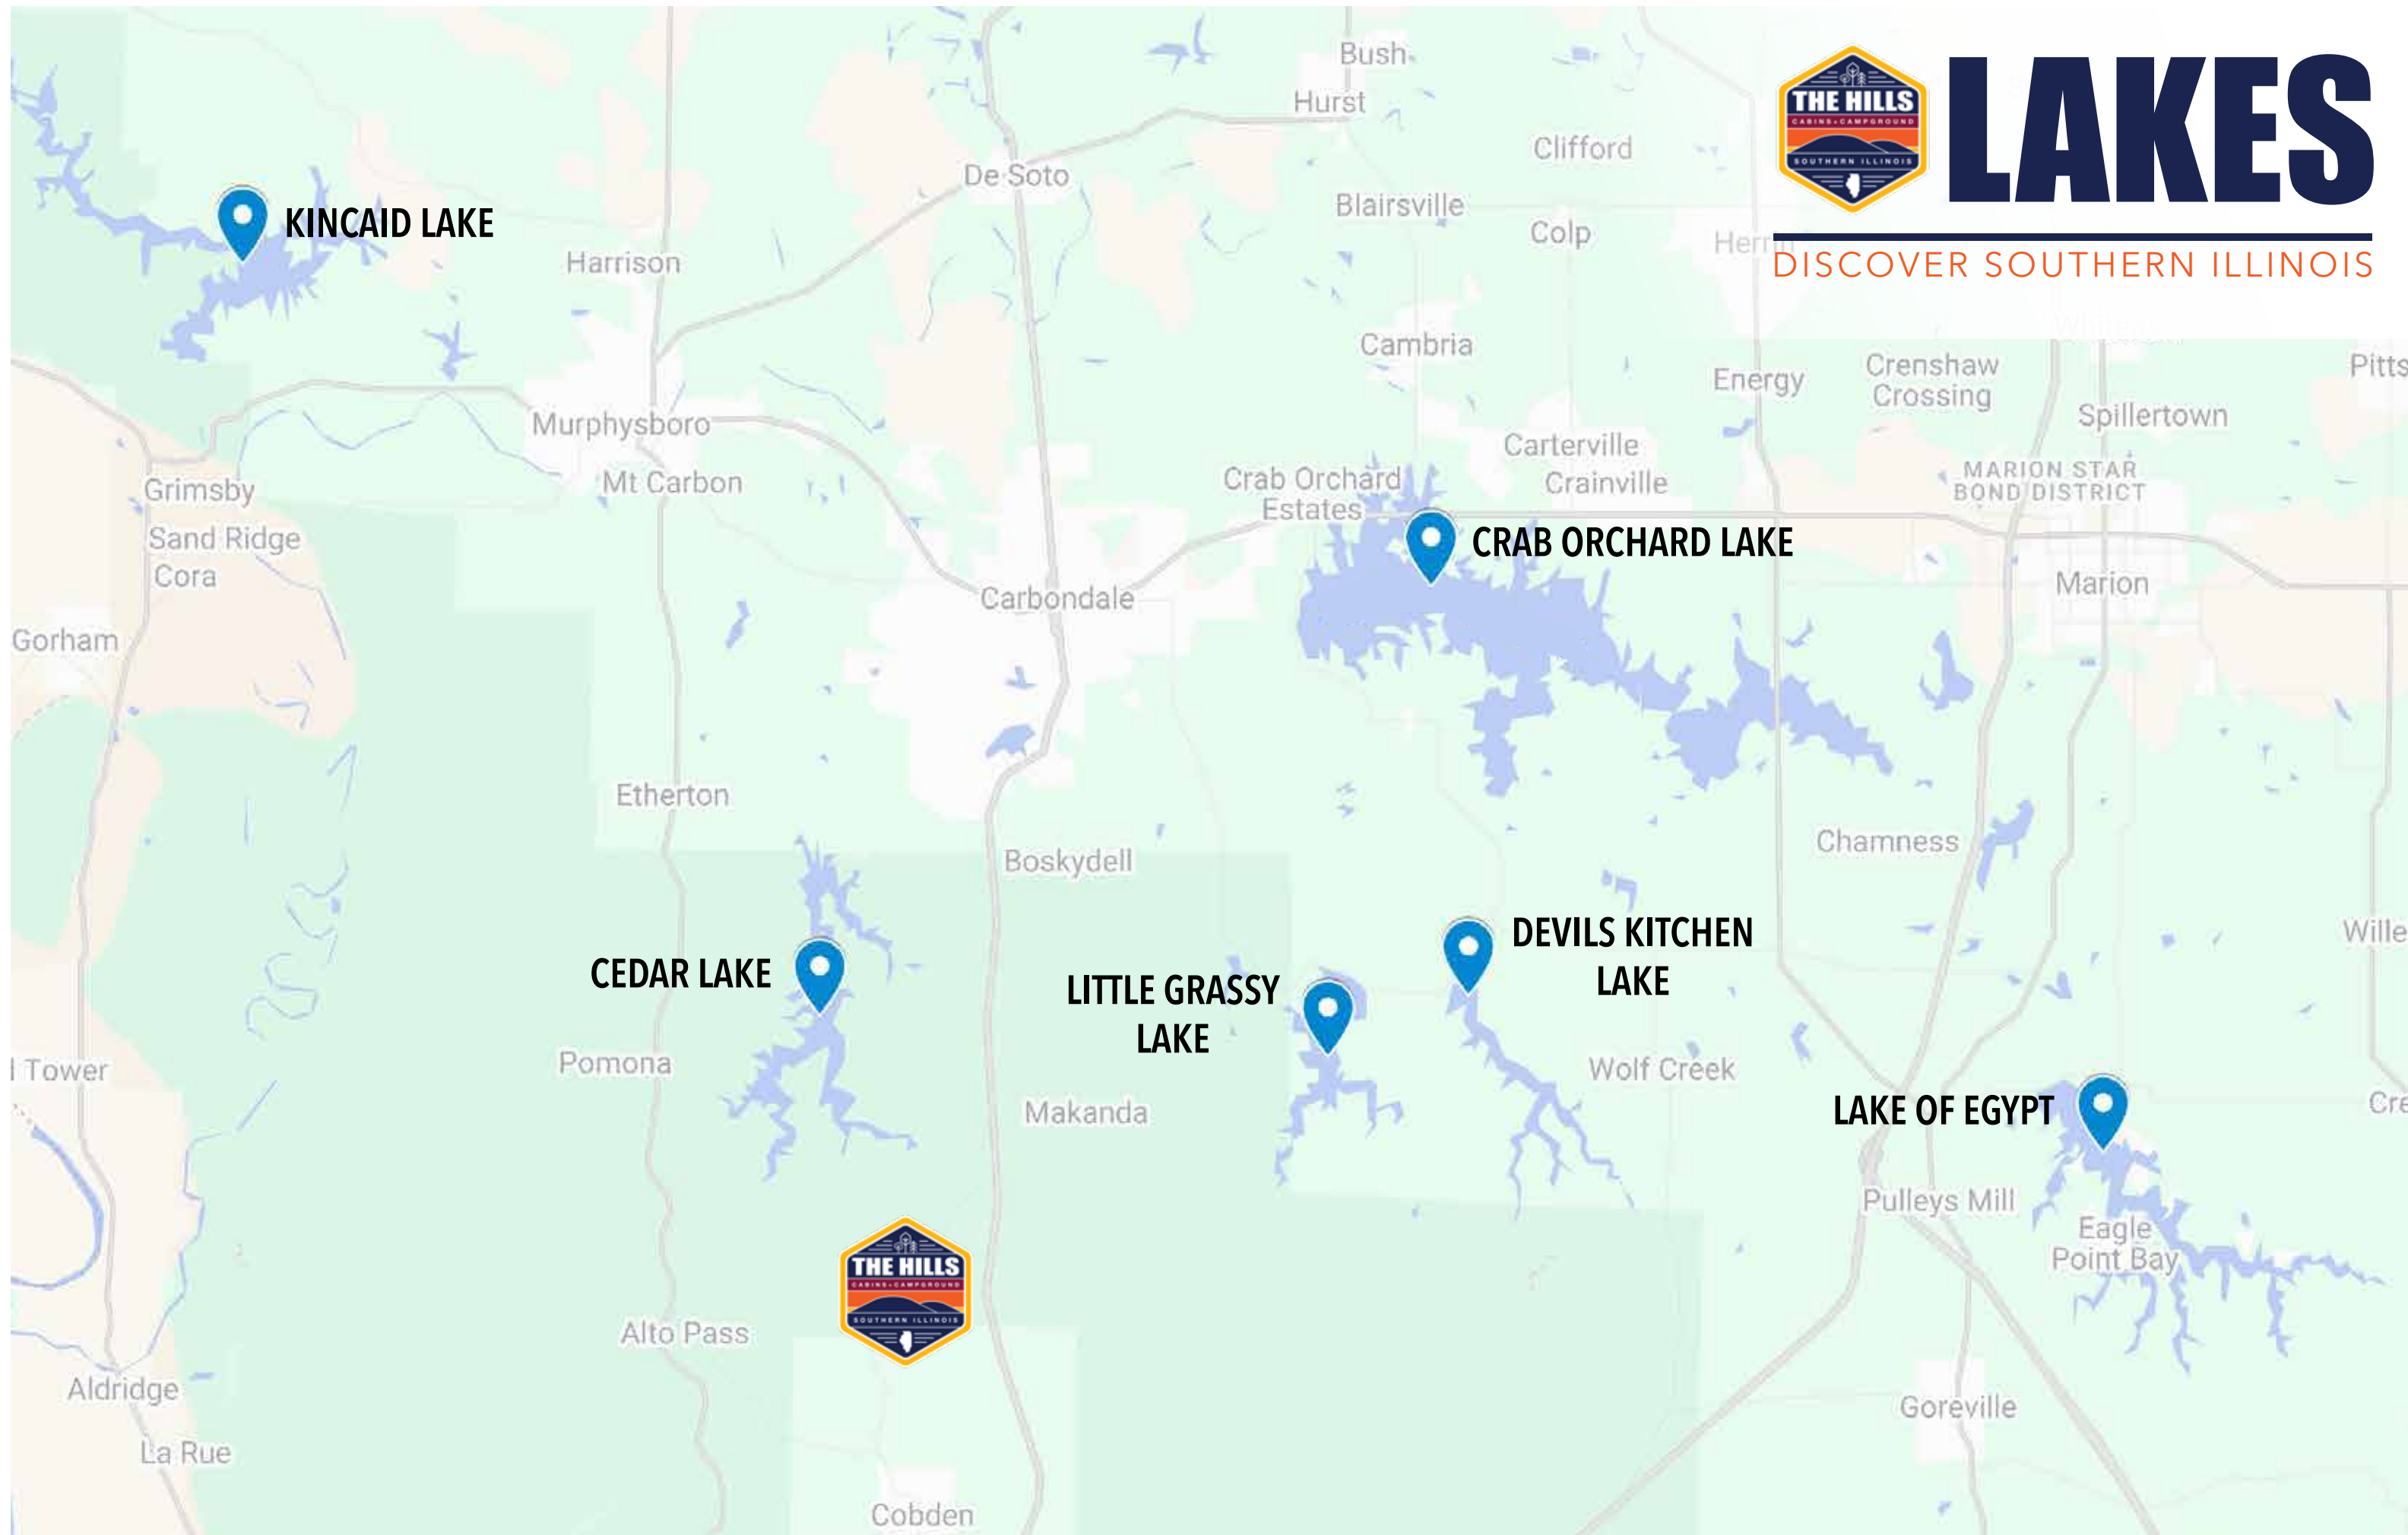 THE HILLS
CABINS + CAMPGROUND
SOUTHERN ILLINOIS
LAKES
DISCOVER SOUTHERN ILLINOIS
Bush
Hurst
Clifford
De Soto
Blairsville
Colp
KINCAID LAKE
Harrison
Cambria
Energy
Crenshaw
Crossing
Pitts
Spillertown
Murphysboro
Carterville
Mt Carbon
Crab Orchard
Estates
Crainville
MARION STAR
BOND DISTRICT
Grimsby
Sand Ridge
Cora
CRAB ORCHARD LAKE
Carbondale
Marion
Gorham
Etherton
Boskydell
Chamness
CEDAR LAKE
LITTLE GRASSY
LAKE
DEVILS KITCHEN
LAKE
Wille
Tower
Pomona
Wolf Creek
Makanda
LAKE OF EGYPT
Cre
Pulleys Mill
Eagle
Point Bay
THE HILLS
CABINS + CAMPGROUND
SOUTHERN ILLINOIS
Alto Pass
Aldridge
Goreville
La Rue
Cobden